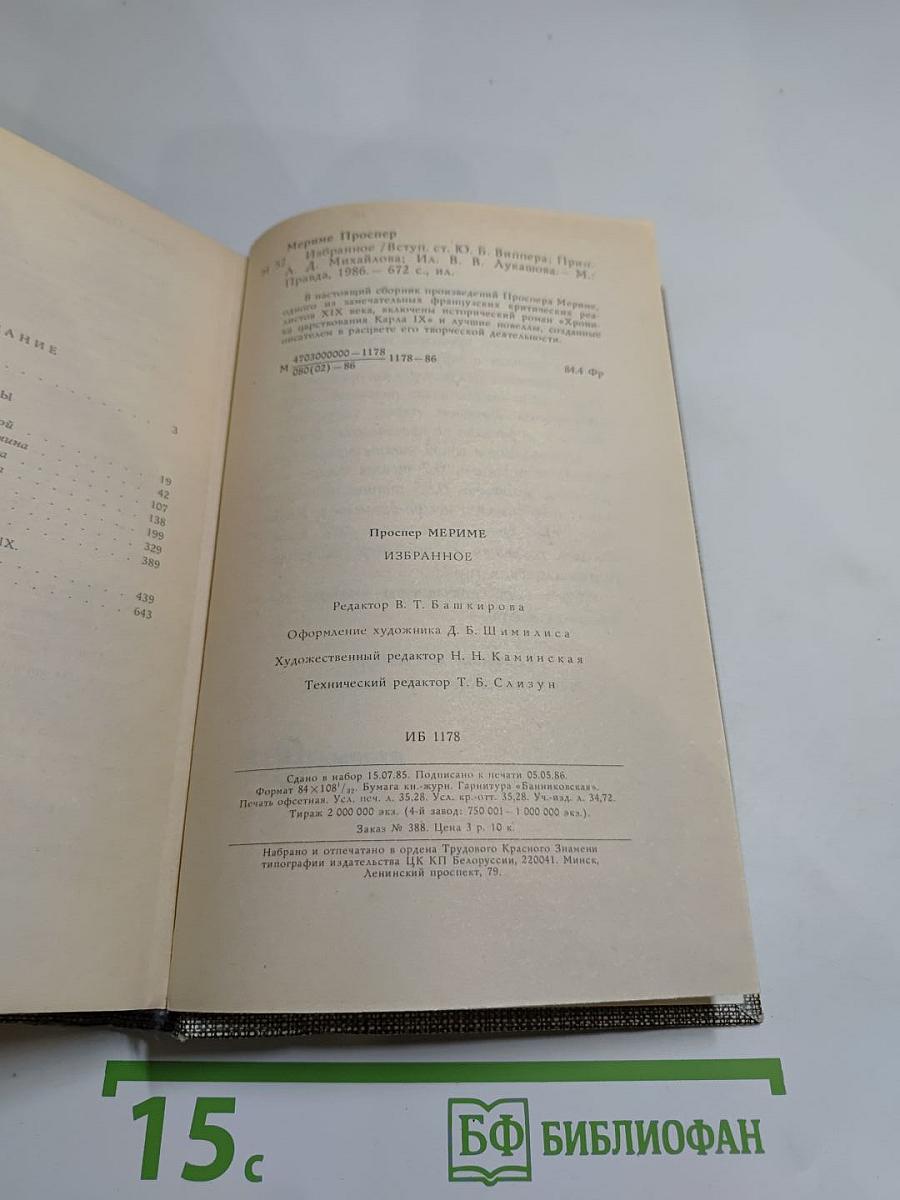 АНИЕ
Ы
ой
3
19
42
107
138
199
329
IX.
389
439
643
Мериме Проспер
М 52 Избранное /Вступ. ст. Ю. Б. Виппера; Прим.
А. Д. Михайлова; Ил. В. В. Лукашова. — М.:
Правда, 1986. — 672 с., ил.
В настоящий сборник произведений Проспера Мериме,
одного из замечательных французских критических реа-
листов XIX века, включены исторический роман «Хрони-
ка царствования Карла IX» и лучшие новеллы, созданные
писателем в расцвете его творческой деятельности.
М 4703000000—1178 1178—86
080(02)—86
84.4 Фр
Проспер МЕРИМЕ
ИЗБРАННОЕ
Редактор В. Т. Башкирова
Оформление художника Д. Б. Шимилиса
Художественный редактор Н. Н. Каминская
Технический редактор Т. Б. Слизун
ИБ 1178
Сдано в набор 15.07.85. Подписано к печати 05.05.86.
Формат 84×108¹/₃₂. Бумага кн.-журн. Гарнитура «Банниковская».
Печать офсетная. Усл. печ. л. 35,28. Усл. кр.-отт. 35,28. Уч.-изд. л. 34,72.
Тираж 2 000 000 экз. (4-й завод: 750 001—1 000 000 экз.).
Заказ № 388. Цена 3 р. 10 к.
Набрано и отпечатано в ордена Трудового Красного Знамени
типографии издательства ЦК КП Белоруссии, 220041. Минск,
Ленинский проспект, 79.
15 с
БФ БИБЛИОФАН